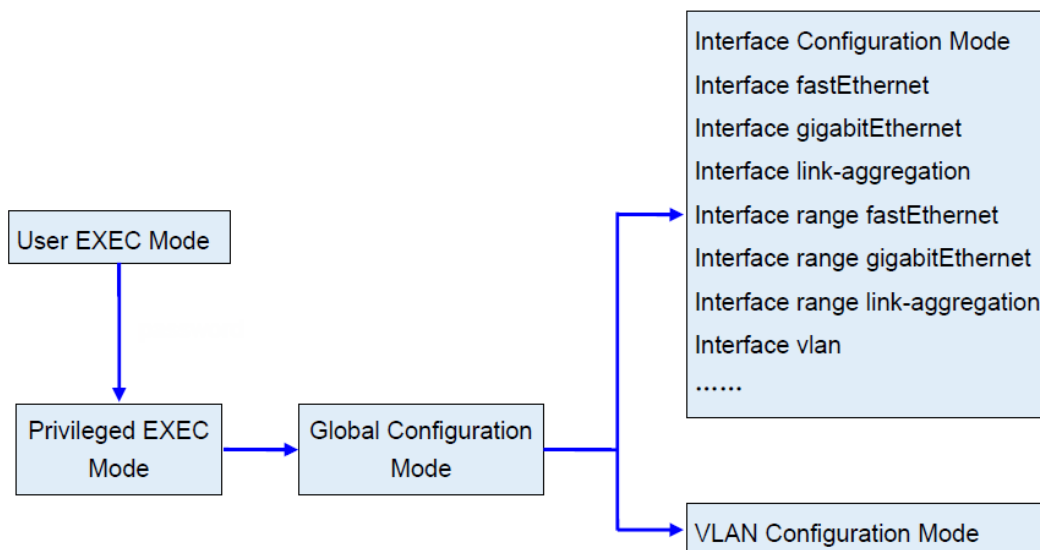 User EXEC Mode
Privileged EXEC
Mode
Global Configuration
Mode
Interface Configuration Mode
Interface fastEthernet
Interface gigabitEthernet
Interface link-aggregation
Interface range fastEthernet
Interface range gigabitEthernet
Interface range link-aggregation
Interface vlan
......
VLAN Configuration Mode